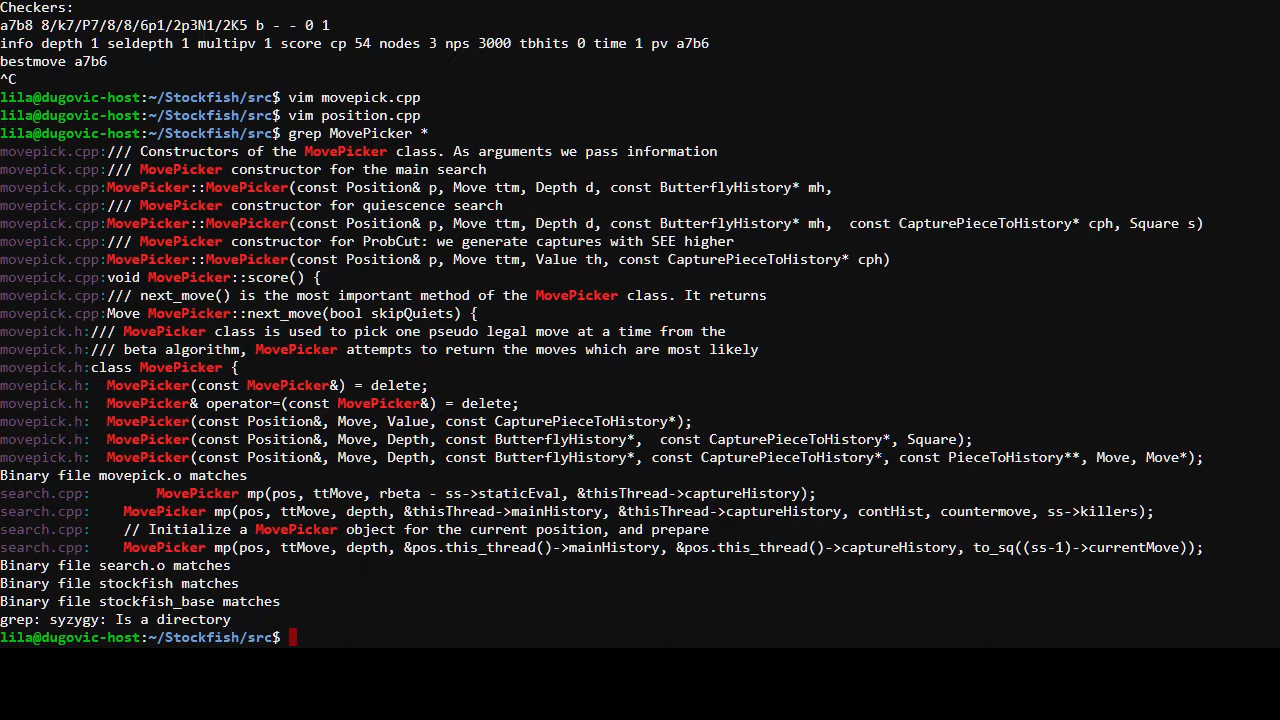 Checkers:
a7b8 8/k7/P7/8/8/6p1/2p3N1/2K5 b - - 0 1
info depth 1 seldepth 1 multipv 1 score cp 54 nodes 3 nps 3000 tbhits 0 time 1 pv a7b6
bestmove a7b6
^C
lila@dugovic-host:~/Stockfish/src$ vim movepick.cpp
lila@dugovic-host:~/Stockfish/src$ vim position.cpp
lila@dugovic-host:~/Stockfish/src$ grep MovePicker *
movepick.cpp:/// Constructors of the MovePicker class. As arguments we pass information
movepick.cpp:/// MovePicker constructor for the main search
movepick.cpp:MovePicker::MovePicker(const Position& p, Move ttm, Depth d, const ButterflyHistory* mh,
movepick.cpp:/// MovePicker constructor for quiescence search
movepick.cpp:MovePicker::MovePicker(const Position& p, Move ttm, Depth d, const ButterflyHistory* mh,  const CapturePieceToHistory* cph, Square s)
movepick.cpp:/// MovePicker constructor for ProbCut: we generate captures with SEE higher
movepick.cpp:MovePicker::MovePicker(const Position& p, Move ttm, Value th, const CapturePieceToHistory* cph)
movepick.cpp:void MovePicker::score() {
movepick.cpp:/// next_move() is the most important method of the MovePicker class. It returns
movepick.cpp:Move MovePicker::next_move(bool skipQuiets) {
movepick.h:/// MovePicker class is used to pick one pseudo legal move at a time from the
movepick.h:/// beta algorithm, MovePicker attempts to return the moves which are most likely
movepick.h:class MovePicker {
movepick.h:  MovePicker(const MovePicker&) = delete;
movepick.h:  MovePicker& operator=(const MovePicker&) = delete;
movepick.h:  MovePicker(const Position&, Move, Value, const CapturePieceToHistory*);
movepick.h:  MovePicker(const Position&, Move, Depth, const ButterflyHistory*,  const CapturePieceToHistory*, Square);
movepick.h:  MovePicker(const Position&, Move, Depth, const ButterflyHistory*, const CapturePieceToHistory*, const PieceToHistory**, Move, Move*);
Binary file movepick.o matches
search.cpp:        MovePicker mp(pos, ttMove, rbeta - ss->staticEval, &thisThread->captureHistory);
search.cpp:    MovePicker mp(pos, ttMove, depth, &thisThread->mainHistory, &thisThread->captureHistory, contHist, countermove, ss->killers);
search.cpp:    // Initialize a MovePicker object for the current position, and prepare
search.cpp:    MovePicker mp(pos, ttMove, depth, &pos.this_thread()->mainHistory, &pos.this_thread()->captureHistory, to_sq((ss-1)->currentMove));
Binary file search.o matches
Binary file stockfish matches
Binary file stockfish_base matches
grep: syzygy: Is a directory
lila@dugovic-host:~/Stockfish/src$